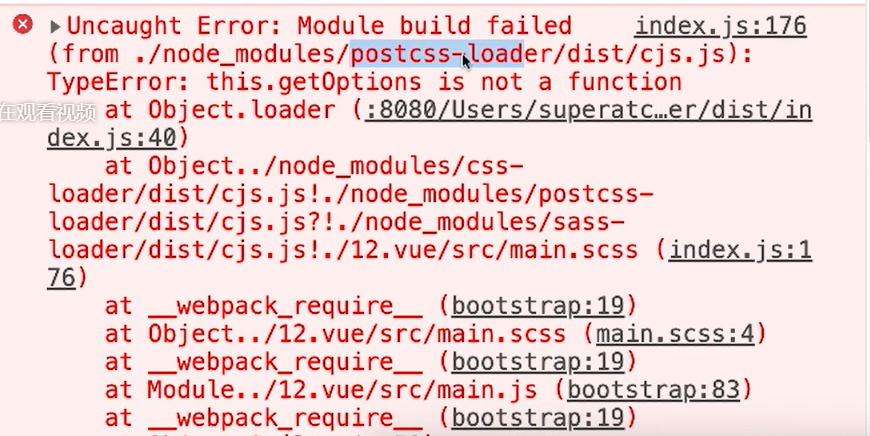 Uncaught Error: Module build failed index.js:176
(from ./node_modules/postcss-loader/dist/cjs.js):
TypeError: this.getOptions is not a function
在观看视频 at Object.loader (:8080/Users/superatc…er/dist/in
dex.js:40)
at Object../node_modules/css-
loader/dist/cjs.js!./node_modules/postcss-
loader/dist/cjs.js?!./node_modules/sass-
loader/dist/cjs.js!./12.vue/src/main.scss (index.js:1
76)
at __webpack_require__ (bootstrap:19)
at Object../12.vue/src/main.scss (main.scss:4)
at __webpack_require__ (bootstrap:19)
at Module../12.vue/src/main.js (bootstrap:83)
at __webpack_require__ (bootstrap:19)